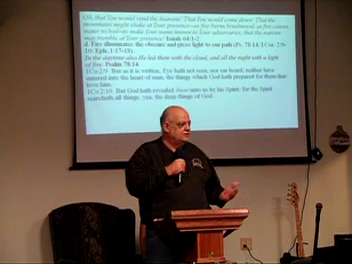 Oh, that You would rend the heavens! That You would come down! That the
mountains might shake at Your presence—as fire burns brushwood, as fire causes
water to boil—to make Your name known to Your adversaries, that the nations
may tremble at Your presence! Isaiah 64:1-2
d. Fire illuminates the obscure and gives light to our path (Ps. 78:14; I Cor. 2:9-
10; Eph. 1:17-18).
In the daytime also He led them with the cloud, and all the night with a light
of fire. Psalm 78:14
1Co 2:9 But as it is written, Eye hath not seen, nor ear heard, neither have
entered into the heart of man, the things which God hath prepared for them that
love him.
1Co 2:10 But God hath revealed them unto us by his Spirit: for the Spirit
searcheth all things, yea, the deep things of God.